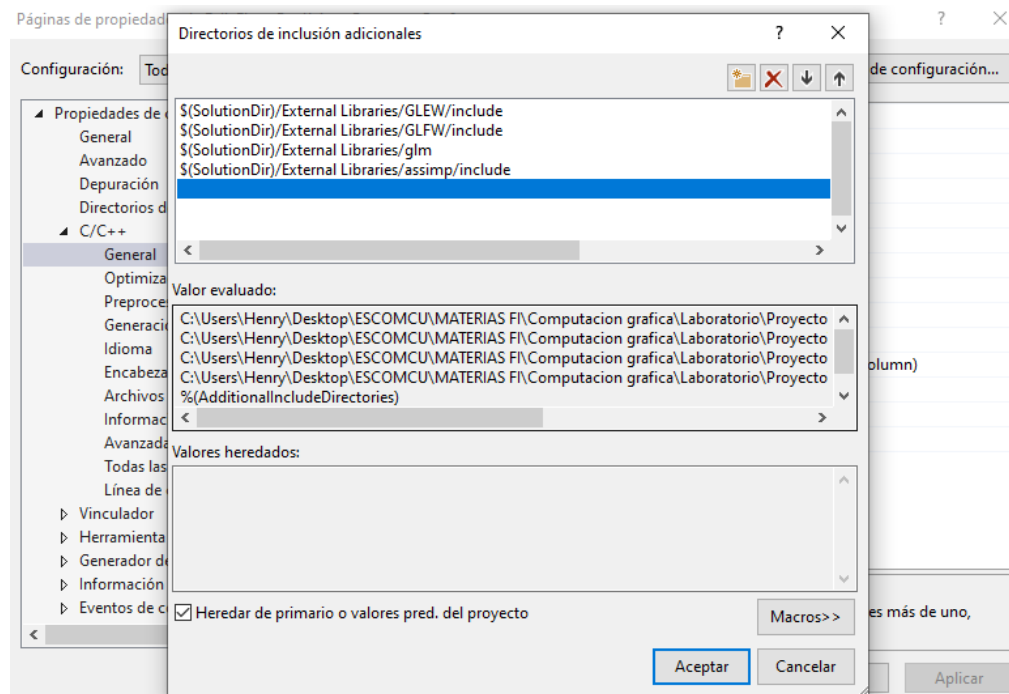 Páginas de propiedad
Directorios de inclusión adicionales
Configuración:
Tod
de configuración...
Propiedades de
General
Avanzado
Depuración
Directorios d
C/C++
General
Optimiza
Preproce
Generació
Idioma
Encabeza
Archivos
Informac
Avanzada
Todas las
Línea de
Vinculador
Herramienta
Generador de
Información
Eventos de c
$(SolutionDir)/External Libraries/GLEW/include
$(SolutionDir)/External Libraries/GLFW/include
$(SolutionDir)/External Libraries/glm
$(SolutionDir)/External Libraries/assimp/include
Valor evaluado:
C:\Users\Henry\Desktop\ESCOMCU\MATERIAS FI\Computacion grafica\Laboratorio\Proyecto
C:\Users\Henry\Desktop\ESCOMCU\MATERIAS FI\Computacion grafica\Laboratorio\Proyecto
C:\Users\Henry\Desktop\ESCOMCU\MATERIAS FI\Computacion grafica\Laboratorio\Proyecto
C:\Users\Henry\Desktop\ESCOMCU\MATERIAS FI\Computacion grafica\Laboratorio\Proyecto
%(AdditionalIncludeDirectories)
olumn)
Valores heredados:
Heredar de primario o valores pred. del proyecto
Macros>>
es más de uno,
Aceptar
Cancelar
Aplicar